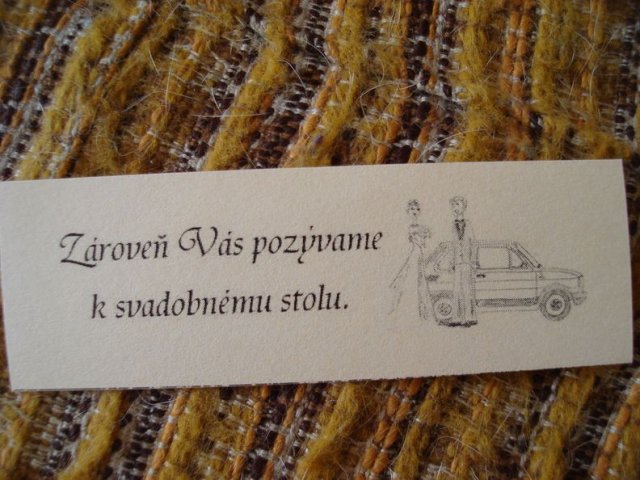 Zároveň Vás pozývame
k svadobnému stolu.